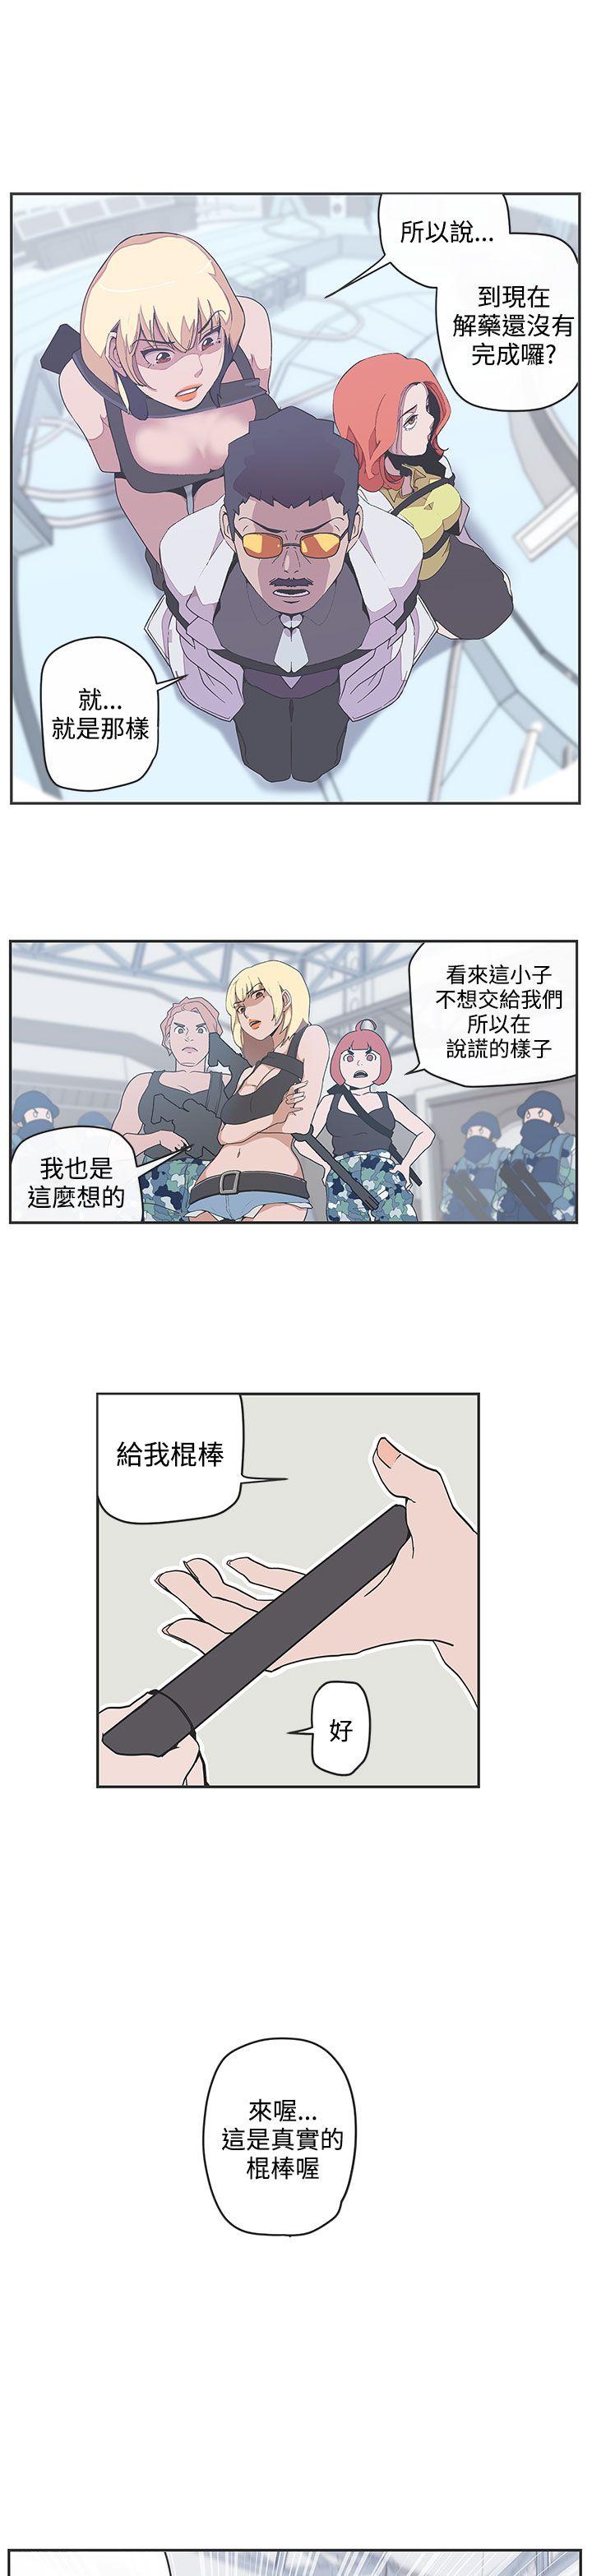 所以說...
到現在
解藥還沒有
完成囉?
就...
就是那樣
看來這小子
不想交給我們
所以在
說謊的樣子
我也是
這麼想的
給我棍棒
好
來喔...
這是真實的
棍棒喔